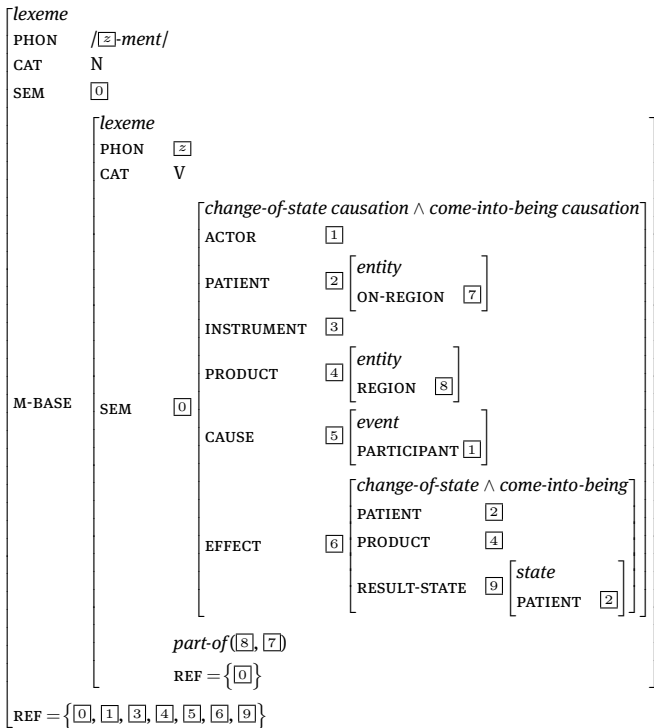 lexeme
PHON /z-ment/
CAT N
SEM 0
lexeme
PHON z
CAT V
change-of-state causation ∧ come-into-being causation
ACTOR 1
PATIENT 2 entity
ON-REGION 7
INSTRUMENT 3
PRODUCT 4 entity
REGION 8
M-BASE SEM 0
CAUSE 5 event
PARTICIPANT 1
change-of-state ∧ come-into-being
PATIENT 2
EFFECT 6 PRODUCT 4
RESULT-STATE 9 state
PATIENT 2
part-of(8, 7)
REF = {0}
REF = {0, 1, 3, 4, 5, 6, 9}